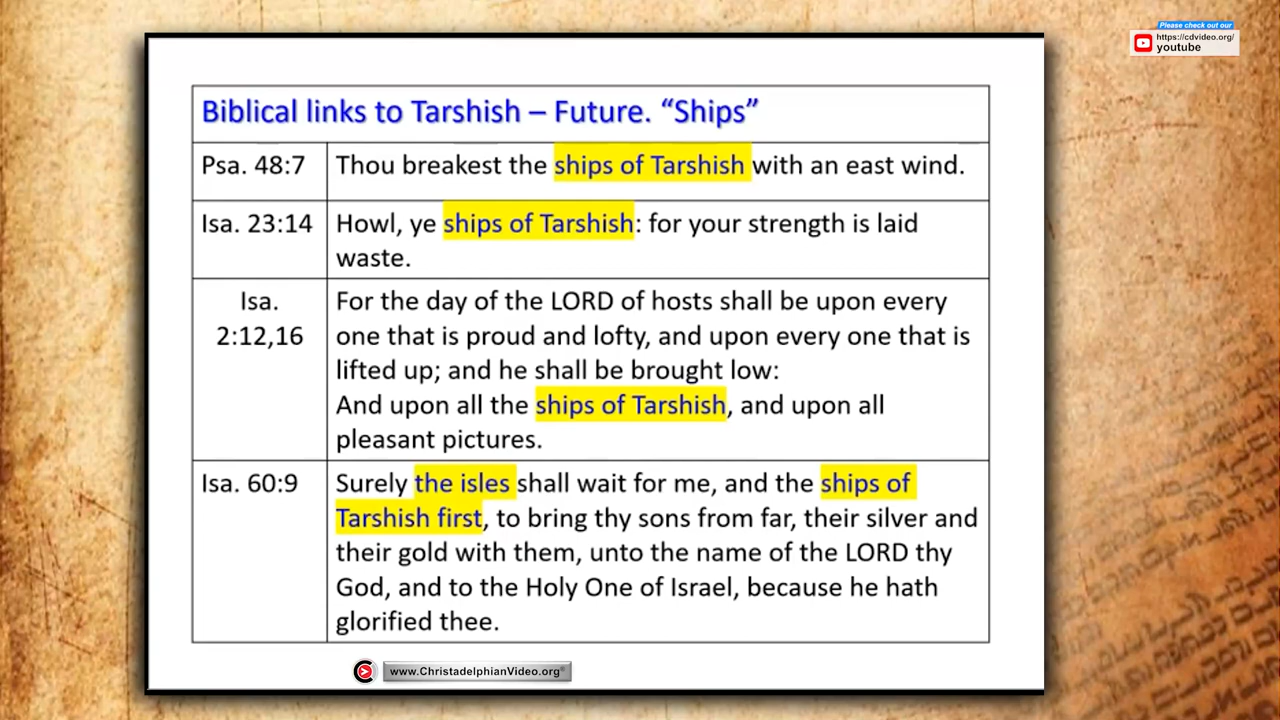 Please check out our
https://cdvideo.org/
youtube
Biblical links to Tarshish – Future. “Ships”
Psa. 48:7
Thou breakest the ships of Tarshish with an east wind.
Isa. 23:14
Howl, ye ships of Tarshish: for your strength is laid
waste.
Isa.
2:12,16
For the day of the LORD of hosts shall be upon every
one that is proud and lofty, and upon every one that is
lifted up; and he shall be brought low:
And upon all the ships of Tarshish, and upon all
pleasant pictures.
Isa. 60:9
Surely the isles shall wait for me, and the ships of
Tarshish first, to bring thy sons from far, their silver and
their gold with them, unto the name of the LORD thy
God, and to the Holy One of Israel, because he hath
glorified thee.
www.ChristadelphianVideo.org®